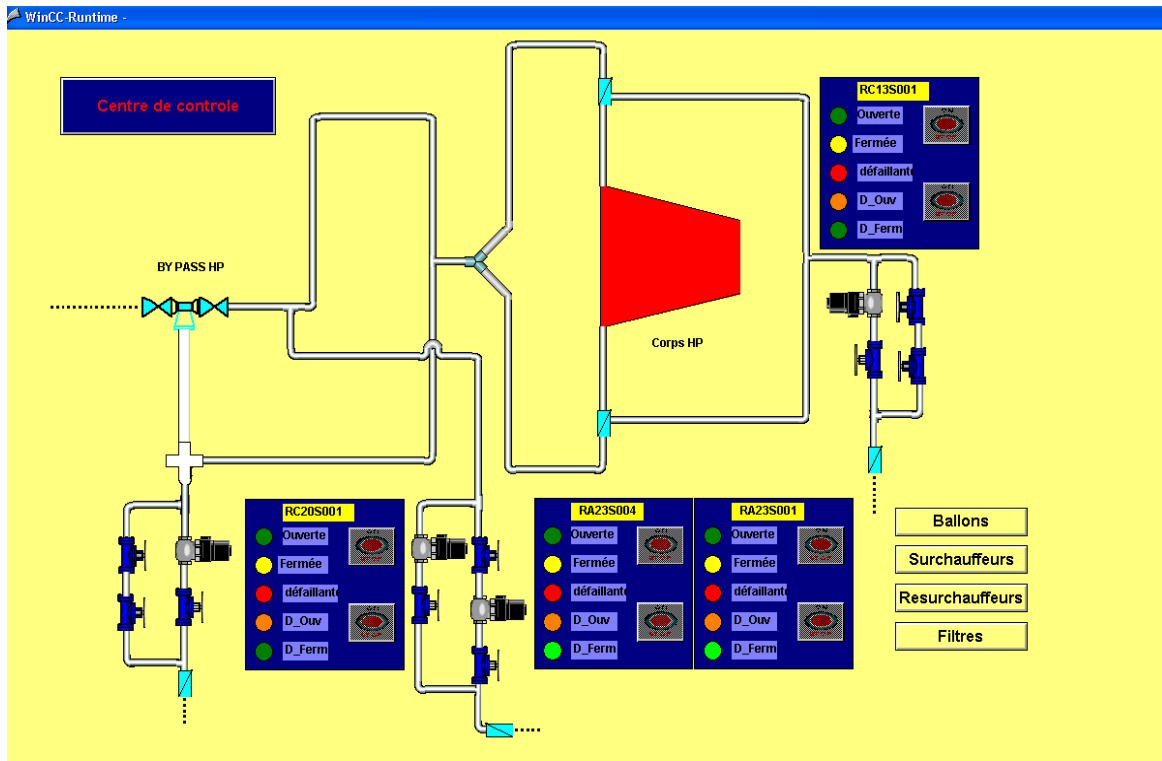 WinCC-Runtime -
Centre de controle
BY PASS HP
Corps HP
RC13S001
Ouverte
Fermée
défaillante
D_Ouv
D_Ferm
RC20S001
Ouverte
Fermée
défaillante
D_Ouv
D_Ferm
RA23S004
Ouverte
Fermée
défaillante
D_Ouv
D_Ferm
RA23S001
Ouverte
Fermée
défaillante
D_Ouv
D_Ferm
Ballons
Surchauffeurs
Resurchauffeurs
Filtres